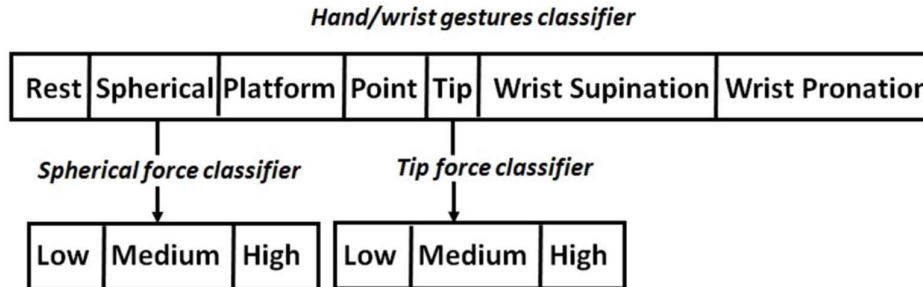 Hand/wrist gestures classifier
Rest Spherical Platform Point Tip Wrist Supination Wrist Pronation
Spherical force classifier Tip force classifier
Low Medium High Low Medium High